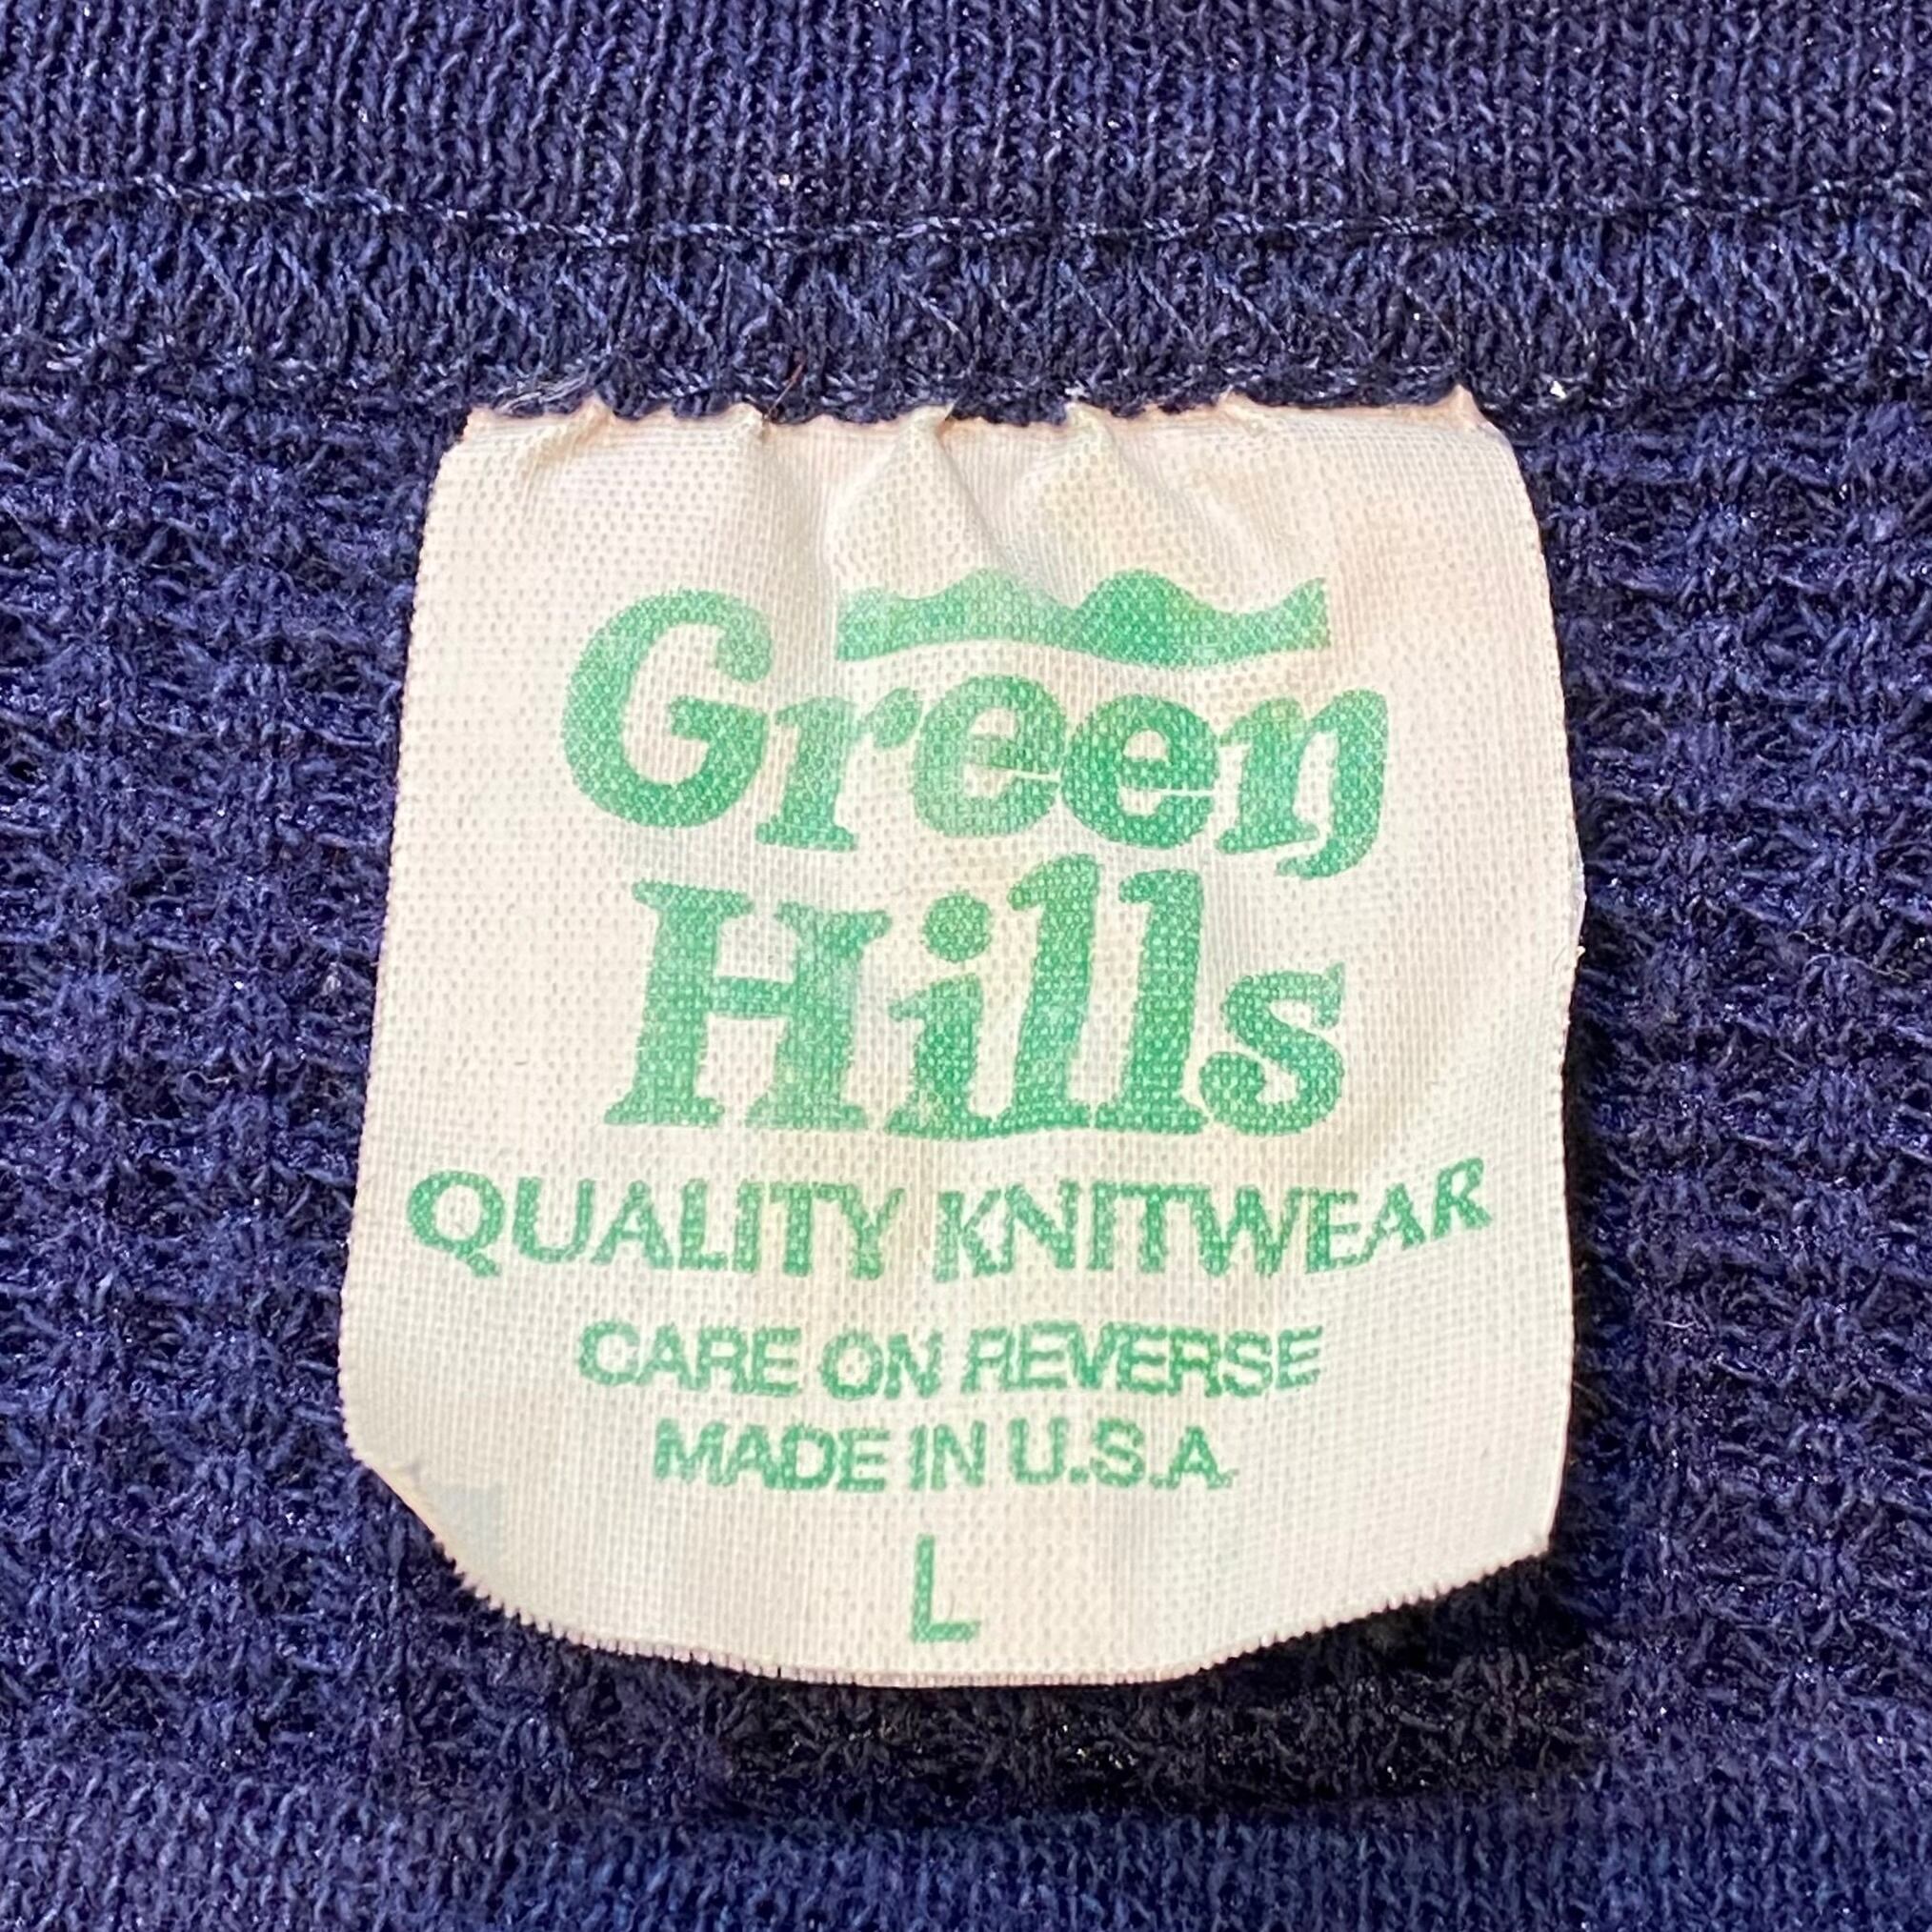 Green
Hills
QUALITY KNITWEAR
CARE ON REVERSE
MADE IN U.S.A.
L